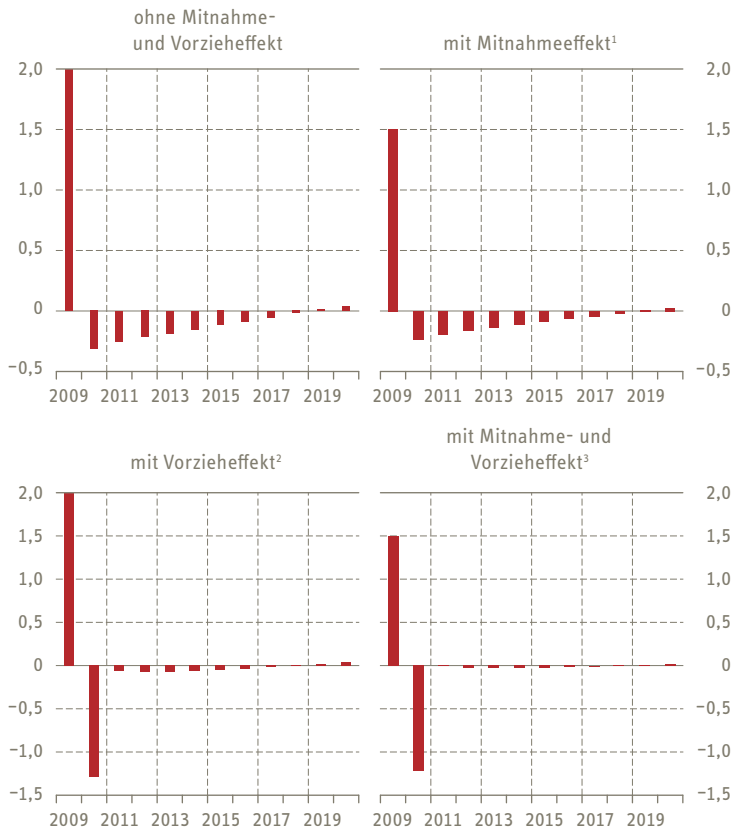 ohne Mitnahme-
und Vorzieheffekt
2,0
1,5
1,0
0,5
0
−0,5
2009 2011 2013 2015 2017 2019
mit Mitnahmeeffekt¹
2,0
1,5
1,0
0,5
0
−0,5
2009 2011 2013 2015 2017 2019
mit Vorzieheffekt²
2,0
1,5
1,0
0,5
0
−0,5
−1,0
−1,5
2009 2011 2013 2015 2017 2019
mit Mitnahme- und
Vorzieheffekt³
2,0
1,5
1,0
0,5
0
−0,5
−1,0
−1,5
2009 2011 2013 2015 2017 2019